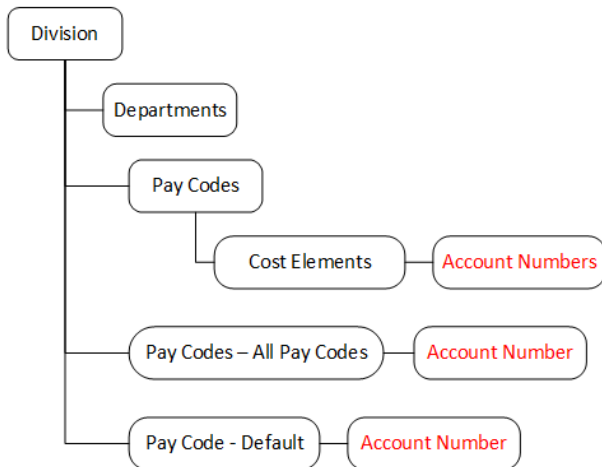 Division
Departments
Pay Codes
Cost Elements
Account Numbers
Pay Codes – All Pay Codes
Account Number
Pay Code - Default
Account Number